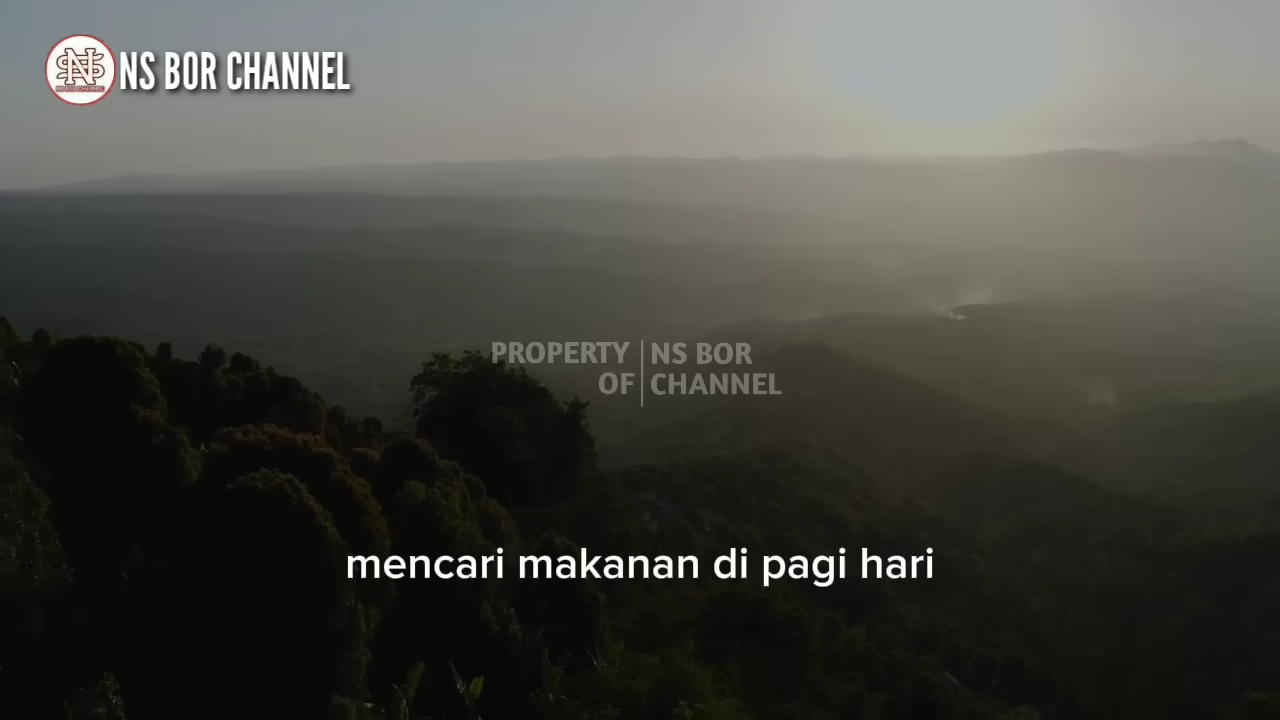 NS BOR CHANNEL
PROPERTY OF
NS BOR CHANNEL
mencari makanan di pagi hari